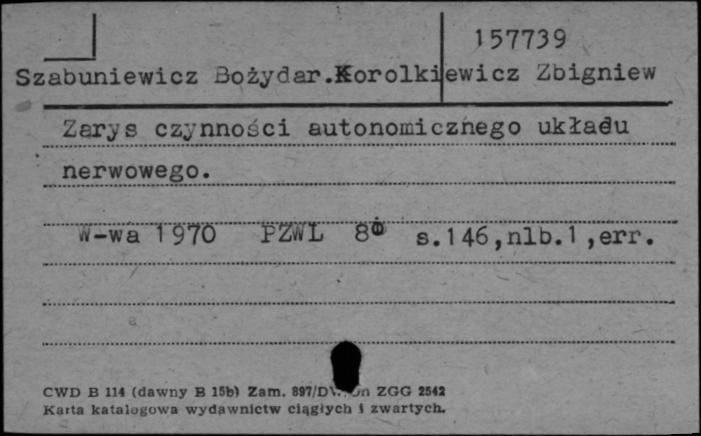 157739
Szabuniewicz Bożydar.Korolkiewicz Zbigniew
Zarys czynności autonomicznego układu
nerwowego.
W-wa 1970 PZWL 8° s.146,nlb.1,err.
CWD B 114 (dawny B 15b) Zam. 897/ ZGG 2542
Karta katalogowa wydawnictw ciągłych i zwartych.